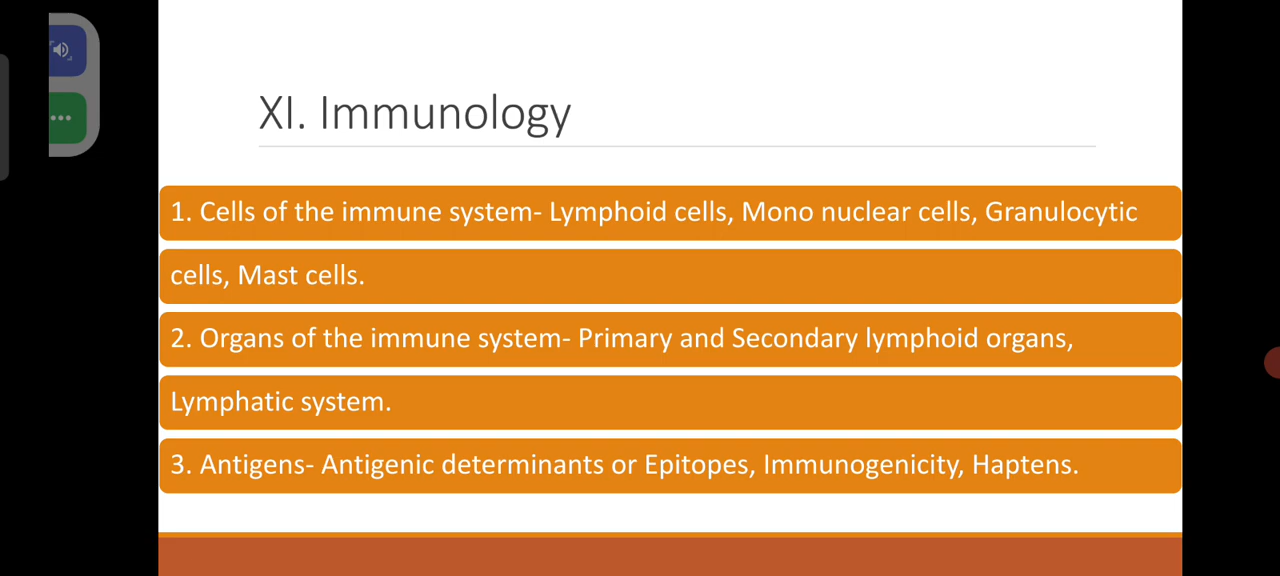 XI. Immunology
1. Cells of the immune system- Lymphoid cells, Mono nuclear cells, Granulocytic
cells, Mast cells.
2. Organs of the immune system- Primary and Secondary lymphoid organs,
Lymphatic system.
3. Antigens- Antigenic determinants or Epitopes, Immunogenicity, Haptens.